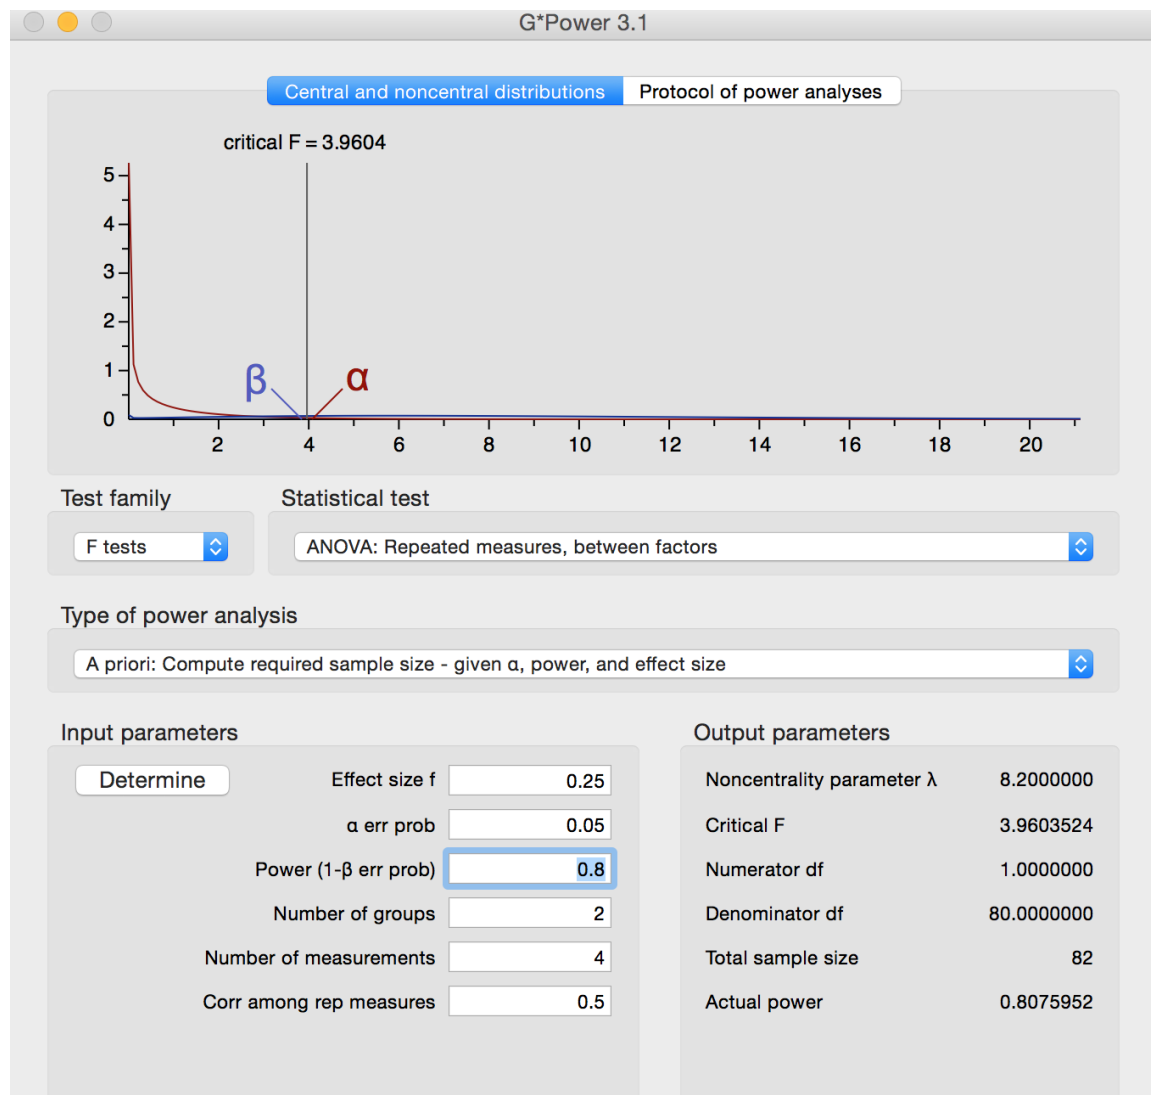 G*Power 3.1
Central and noncentral distributions Protocol of power analyses
critical F = 3.9604
5
4
3
2
1
0
β α
2 4 6 8 10 12 14 16 18 20
Test family Statistical test
F tests ANOVA: Repeated measures, between factors
Type of power analysis
A priori: Compute required sample size - given α, power, and effect size
Input parameters Output parameters
Determine Effect size f 0.25 Noncentrality parameter λ 8.2000000
α err prob 0.05 Critical F 3.9603524
Power (1-β err prob) 0.8 Numerator df 1.0000000
Number of groups 2 Denominator df 80.0000000
Number of measurements 4 Total sample size 82
Corr among rep measures 0.5 Actual power 0.8075952